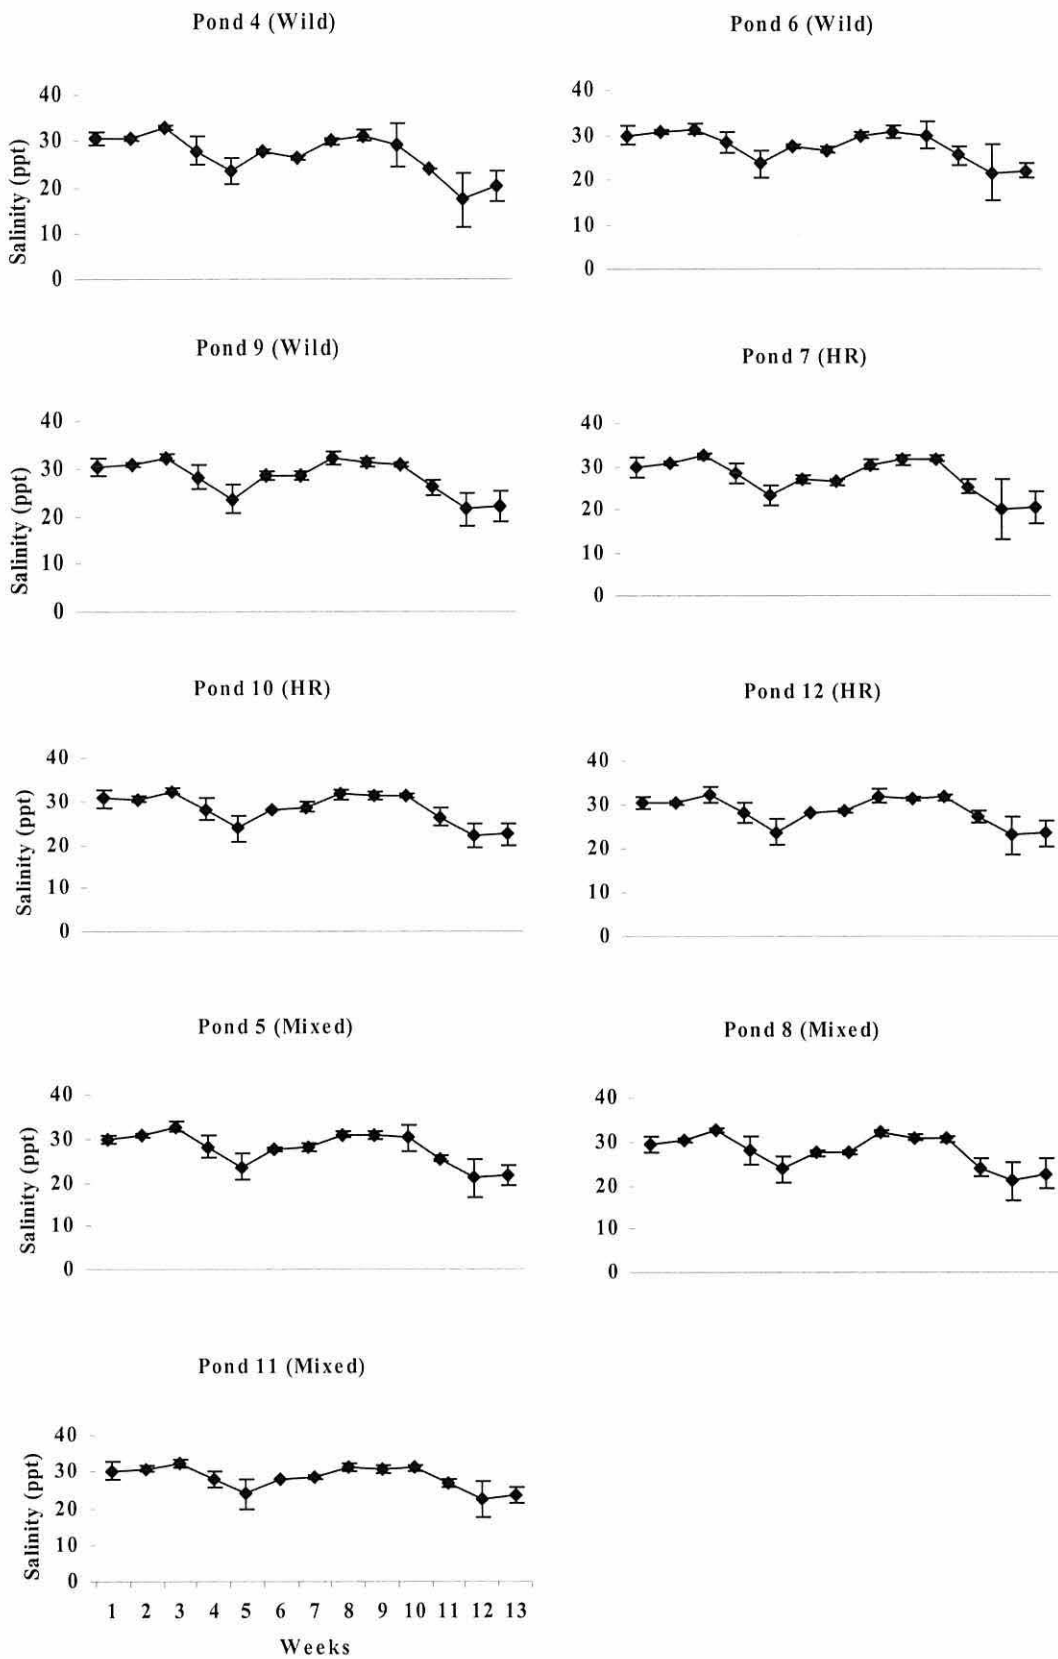 Pond 4 (Wild)
40
30
20
10
0
Salinity (ppt)
Pond 6 (Wild)
40
30
20
10
0
Pond 9 (Wild)
40
30
20
10
0
Salinity (ppt)
Pond 7 (HR)
40
30
20
10
0
Pond 10 (HR)
40
30
20
10
0
Salinity (ppt)
Pond 12 (HR)
40
30
20
10
0
Pond 5 (Mixed)
40
30
20
10
0
Salinity (ppt)
Pond 8 (Mixed)
40
30
20
10
0
Pond 11 (Mixed)
40
30
20
10
0
Salinity (ppt)
1 2 3 4 5 6 7 8 9 10 11 12 13
Weeks